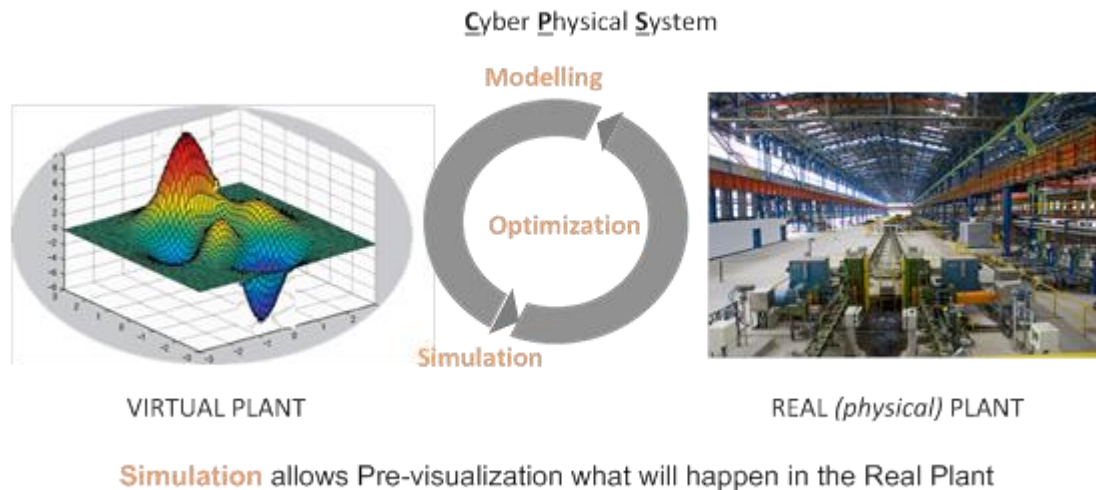 Cyber Physical System
Modelling
Optimization
Simulation
VIRTUAL PLANT
REAL (physical) PLANT
Simulation allows Pre-visualization what will happen in the Real Plant